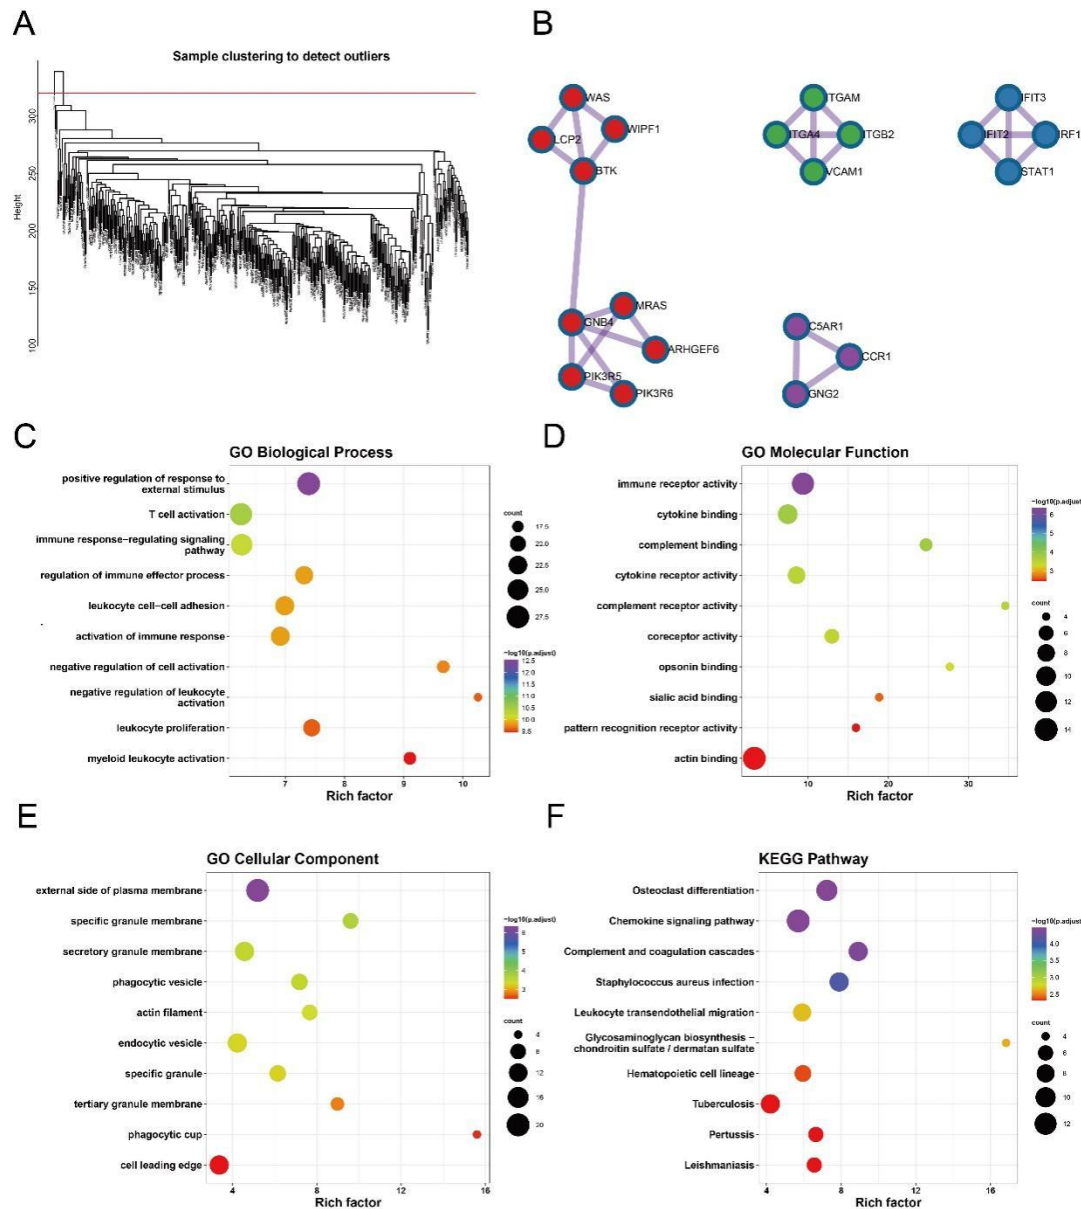 A
Sample clustering to detect outliers
Height
300
250
200
150
100
B
WAS
LCP2
WIPF1
BTK
GNB4
MRAS
ARHGEF6
PIK3R5
PIK3R6
ITGAM
ITGA4
ITGB2
VCAM1
IFIT3
IFIT2
IRF1
STAT1
C5AR1
CCR1
GNG2
C
GO Biological Process
positive regulation of response to
external stimulus
T cell activation
immune response−regulating signaling
pathway
regulation of immune effector process
leukocyte cell−cell adhesion
activation of immune response
negative regulation of cell activation
negative regulation of leukocyte
activation
leukocyte proliferation
myeloid leukocyte activation
7
8
9
10
Rich factor
count
17.5
20.0
22.5
25.0
27.5
−log10(p.adjust)
12.5
12.0
11.5
11.0
10.5
10.0
9.5
D
GO Molecular Function
immune receptor activity
cytokine binding
complement binding
cytokine receptor activity
complement receptor activity
coreceptor activity
opsonin binding
sialic acid binding
pattern recognition receptor activity
actin binding
10
20
30
Rich factor
−log10(p.adjust)
6
5
4
3
count
4
6
8
10
12
14
E
GO Cellular Component
external side of plasma membrane
specific granule membrane
secretory granule membrane
phagocytic vesicle
actin filament
endocytic vesicle
specific granule
tertiary granule membrane
phagocytic cup
cell leading edge
4
8
12
16
Rich factor
−log10(p.adjust)
6
5
4
3
count
4
8
12
16
20
F
KEGG Pathway
Osteoclast differentiation
Chemokine signaling pathway
Complement and coagulation cascades
Staphylococcus aureus infection
Leukocyte transendothelial migration
Glycosaminoglycan biosynthesis −
chondroitin sulfate / dermatan sulfate
Hematopoietic cell lineage
Tuberculosis
Pertussis
Leishmaniasis
4
8
12
16
Rich factor
−log10(p.adjust)
4.0
3.5
3.0
2.5
count
4
6
8
10
12